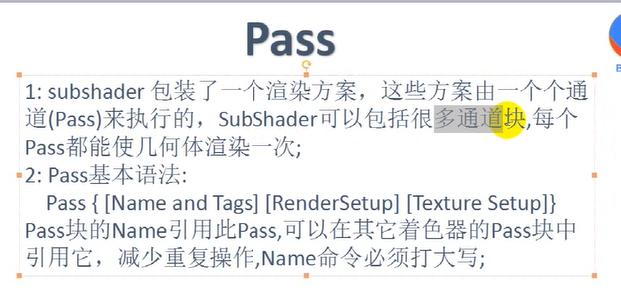 Pass
1: subshader 包装了一个渲染方案，这些方案由一个个通
道(Pass)来执行的，SubShader可以包括很多通道块,每个
Pass都能使几何体渲染一次;
2: Pass基本语法:
Pass { [Name and Tags] [RenderSetup] [Texture Setup]}
Pass块的Name引用此Pass,可以在其它着色器的Pass块中
引用它，减少重复操作,Name命令必须打大写;